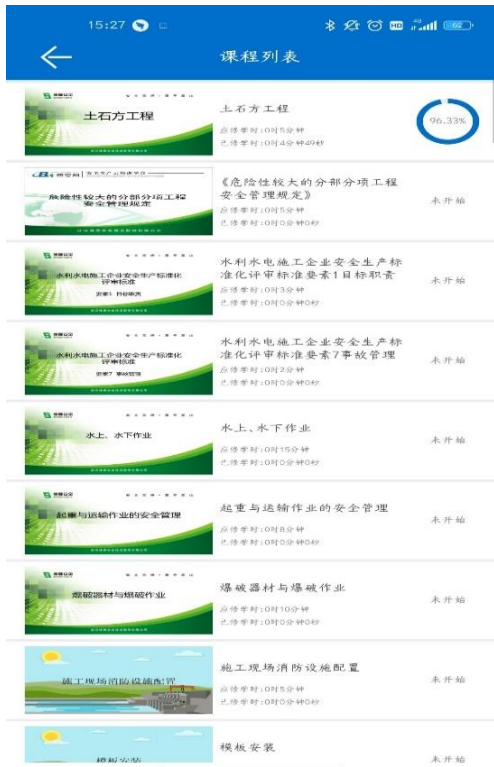 15:27
HD
62
课程列表
土石方工程
土石方工程
应修学时:0时5分钟
已修学时:0时4分钟49秒
96.33%
危险性较大的分部分项工程
安全管理规定
《危险性较大的分部分项工程
安全管理规定》
应修学时:0时5分钟
已修学时:0时0分钟0秒
未开始
水利水电施工企业安全生产标准化
评审标准
要素1 目标职责
水利水电施工企业安全生产标
准化评审标准要素1目标职责
应修学时:0时3分钟
已修学时:0时0分钟0秒
未开始
水利水电施工企业安全生产标准化
评审标准
要素7 事故管理
水利水电施工企业安全生产标
准化评审标准要素7事故管理
应修学时:0时2分钟
已修学时:0时0分钟0秒
未开始
水上、水下作业
水上、水下作业
应修学时:0时15分钟
已修学时:0时0分钟0秒
未开始
起重与运输作业的安全管理
起重与运输作业的安全管理
应修学时:0时8分钟
已修学时:0时0分钟0秒
未开始
爆破器材与爆破作业
爆破器材与爆破作业
应修学时:0时10分钟
已修学时:0时0分钟0秒
未开始
施工现场消防设施配置
施工现场消防设施配置
应修学时:0时5分钟
已修学时:0时0分钟0秒
未开始
模板安装
模板安装
未开始